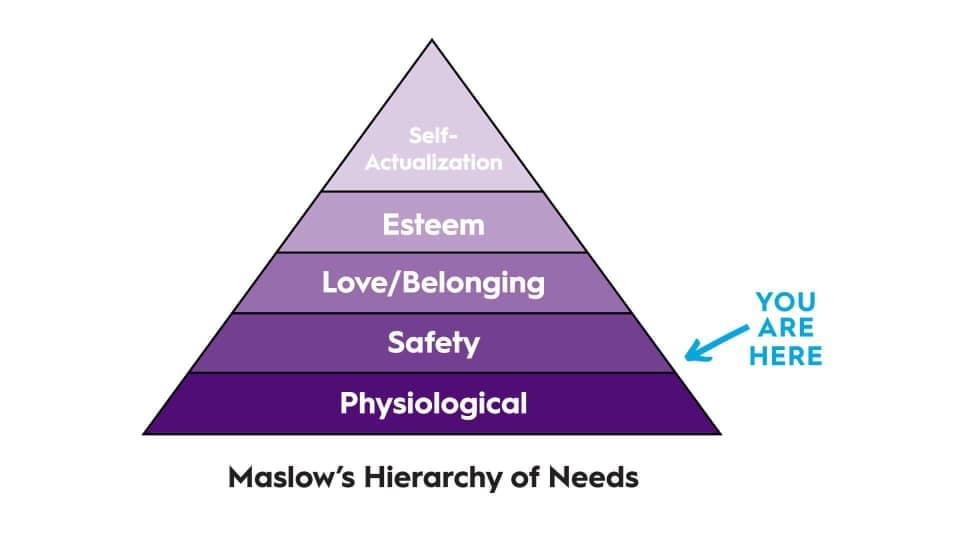 Self-
Actualization
Esteem
Love/Belonging
Safety
Physiological
YOU
ARE
HERE
Maslow’s Hierarchy of Needs